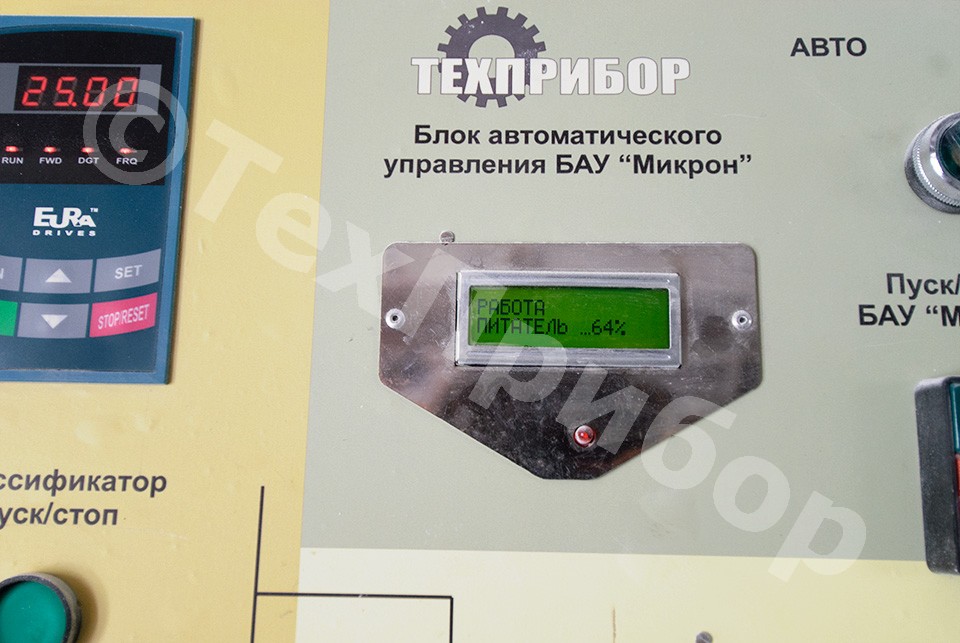 25.00
RUN FWD DGT FRQ
EURA™
DRIVES
SET
STOP/RESET
ТЕХПРИБОР
Блок автоматического
управления БАУ “Микрон”
АВТО
РАБОТА
ПИТАТЕЛЬ ...64%
Пуск/
БАУ “М
ссификатор
уск/стоп
©ТехПрибор